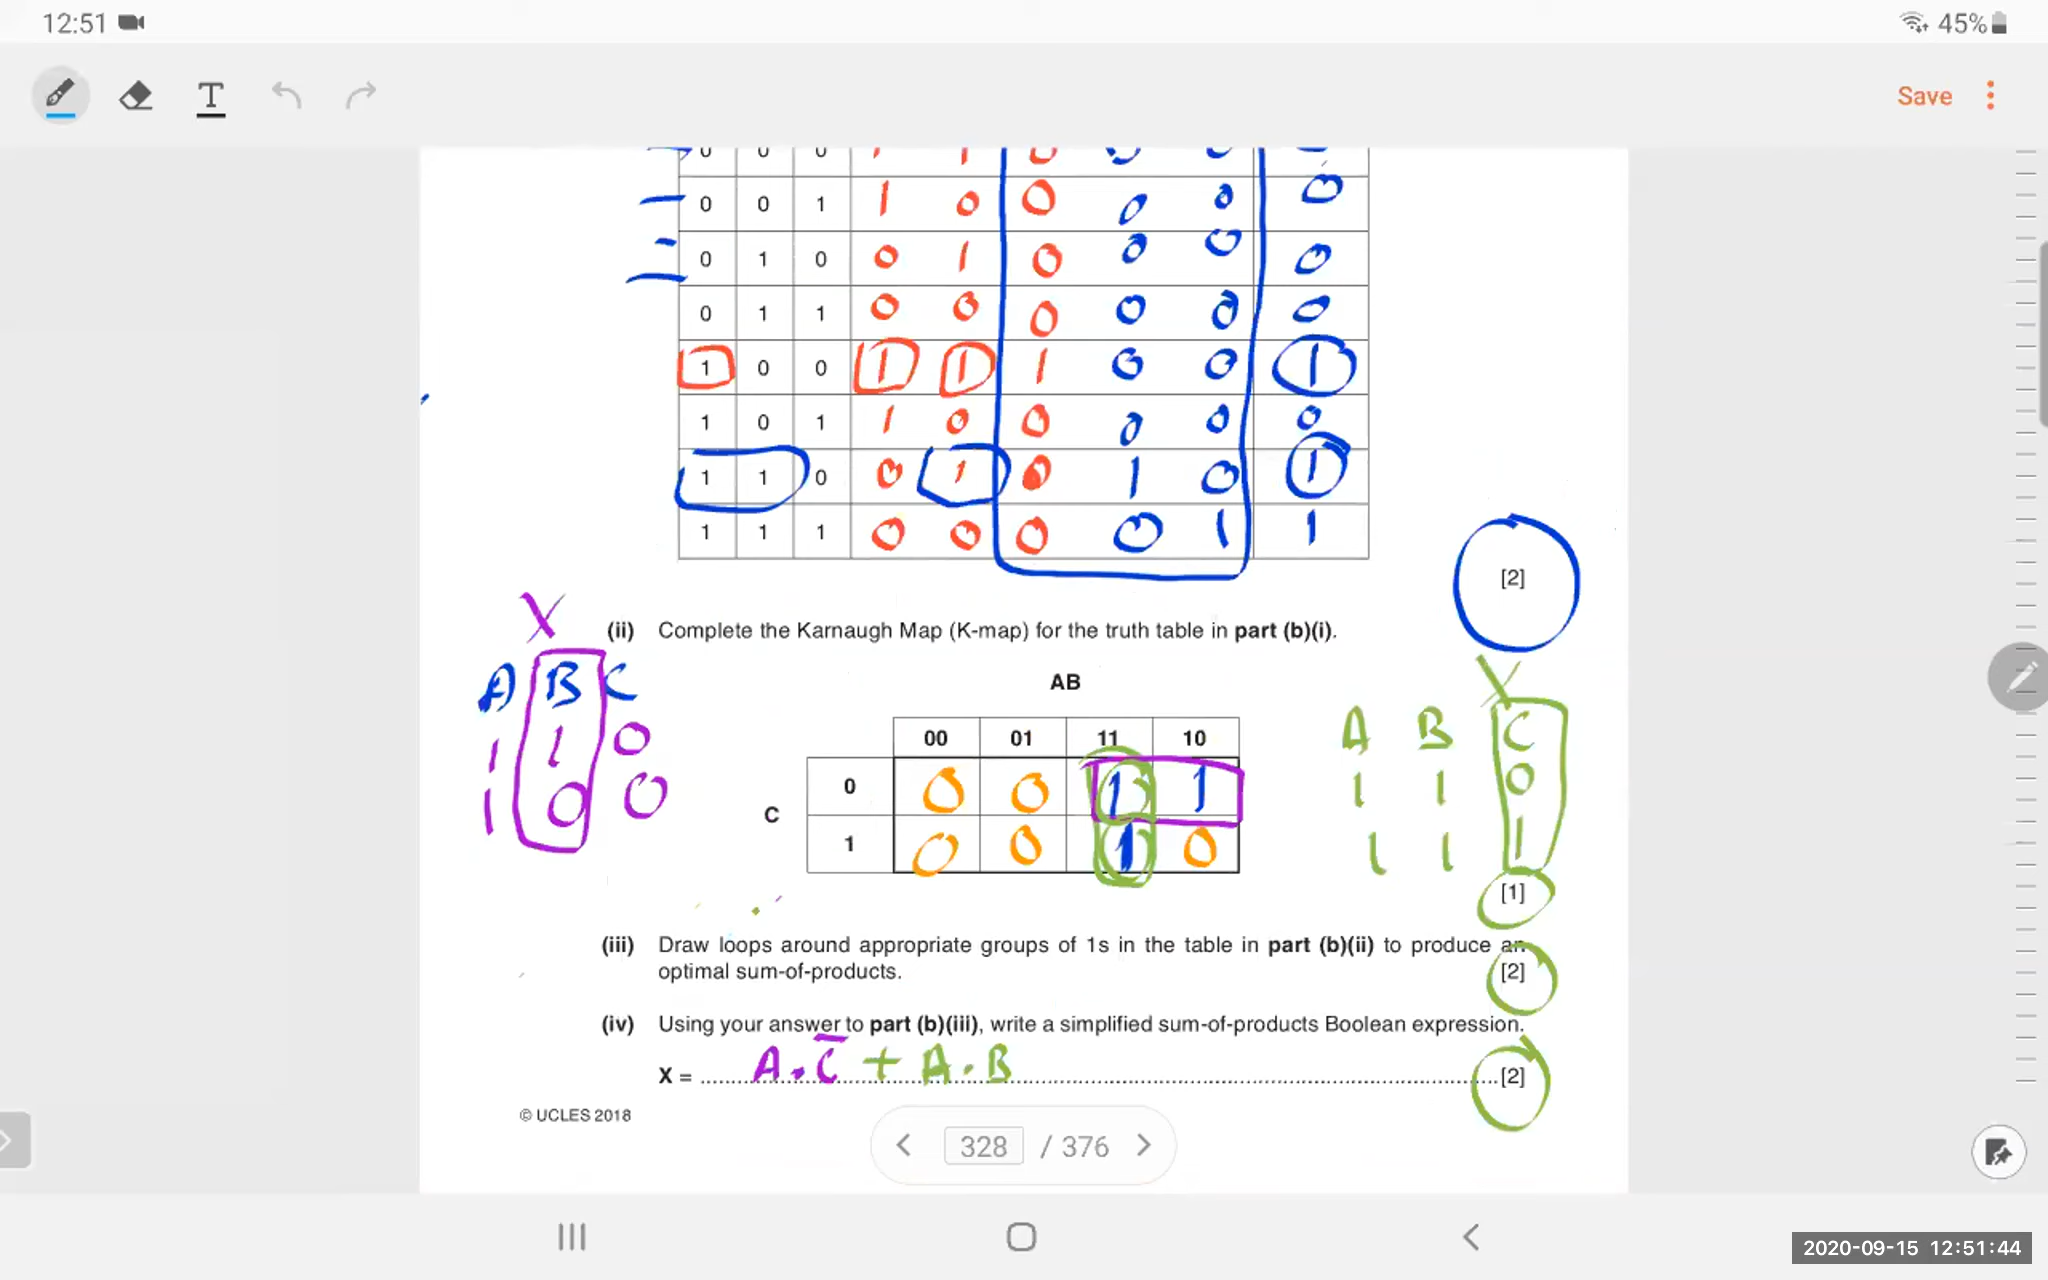 12:51 45%
T Save
0 0 0 1 1 0 0 0
0 0 1 1 0 0 0 0 0
0 1 0 0 1 0 0 0 0
0 1 1 0 0 0 0 0 0
1 0 0 1 1 1 0 0 1
1 0 1 1 0 0 0 0 0
1 1 0 0 1 0 1 0 1
1 1 1 0 0 0 0 1 1
[2]
X
(ii) Complete the Karnaugh Map (K-map) for the truth table in part (b)(i).
A B C
1 1 0
1 0 0
AB
00 01 11 10
0 0 0 1 1
C
1 0 0 1 0
A B C
1 1 0
1 1 1
[1]
(iii) Draw loops around appropriate groups of 1s in the table in part (b)(ii) to produce an
optimal sum-of-products. [2]
(iv) Using your answer to part (b)(iii), write a simplified sum-of-products Boolean expression.
X = A.C̅ + A.B [2]
© UCLES 2018
328 / 376
2020-09-15 12:51:44